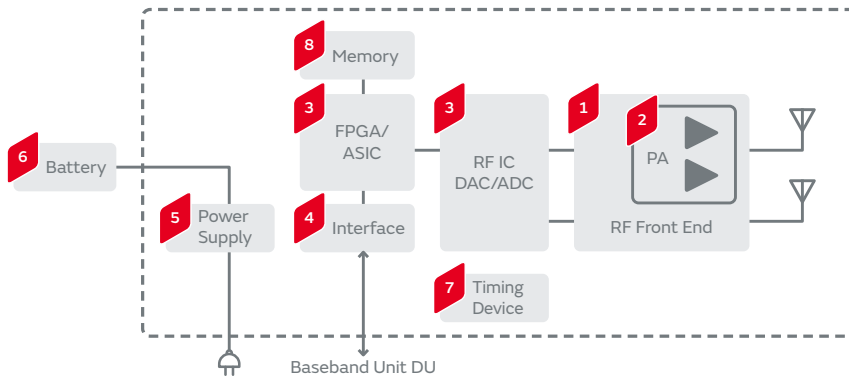 8
Memory
3
FPGA/
ASIC
3
RF IC
DAC/ADC
1
2
PA
RF Front End
6
Battery
5
Power
Supply
4
Interface
7
Timing
Device
Baseband Unit DU